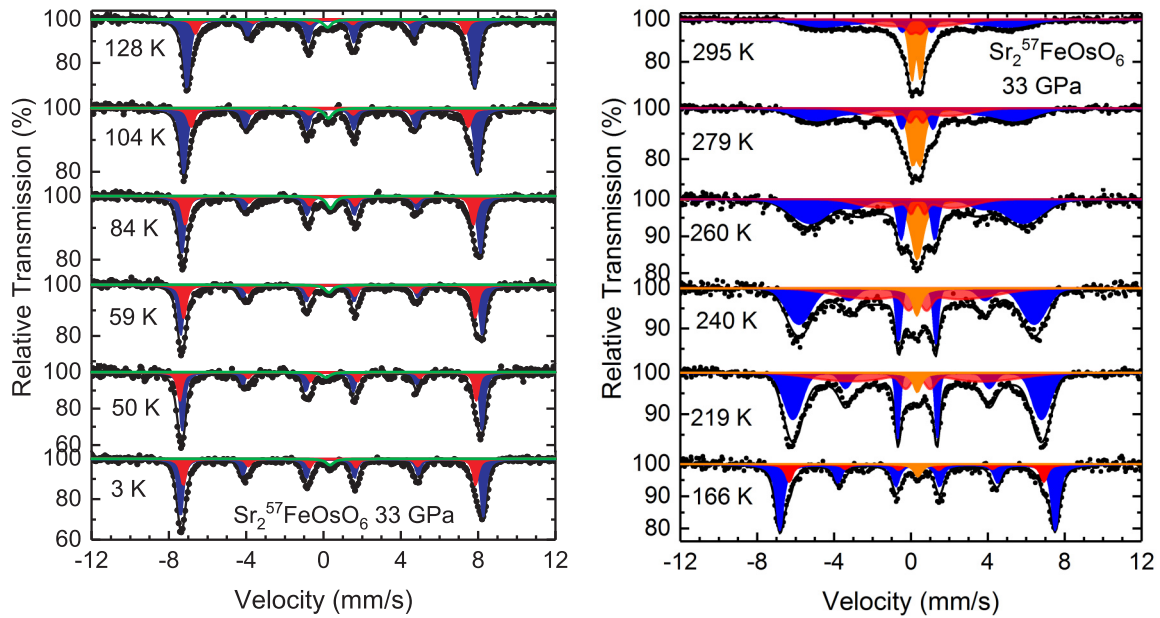 Relative Transmission (%)
100
80
128 K
100
80
104 K
100
80
84 K
100
80
59 K
100
80
60
50 K
100
80
60
3 K
Sr₂⁵⁷FeOsO₆ 33 GPa
-12 -8 -4 0 4 8 12
Velocity (mm/s)
Relative Transmission (%)
100
80
295 K
Sr₂⁵⁷FeOsO₆
33 GPa
100
80
279 K
100
90
80
260 K
100
90
240 K
100
90
219 K
100
90
80
166 K
-12 -8 -4 0 4 8 12
Velocity (mm/s)